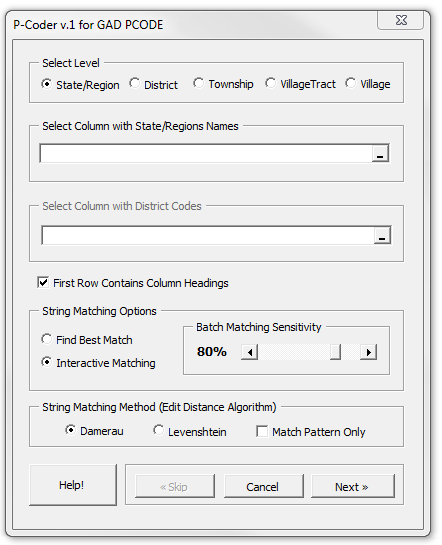 P-Coder v.1 for GAD PCODE
Select Level
State/Region District Township VillageTract Village
Select Column with State/Regions Names
Select Column with District Codes
First Row Contains Column Headings
String Matching Options
Batch Matching Sensitivity
Find Best Match
80%
Interactive Matching
String Matching Method (Edit Distance Algorithm)
Damerau Levenshtein Match Pattern Only
Help! « Skip Cancel Next »